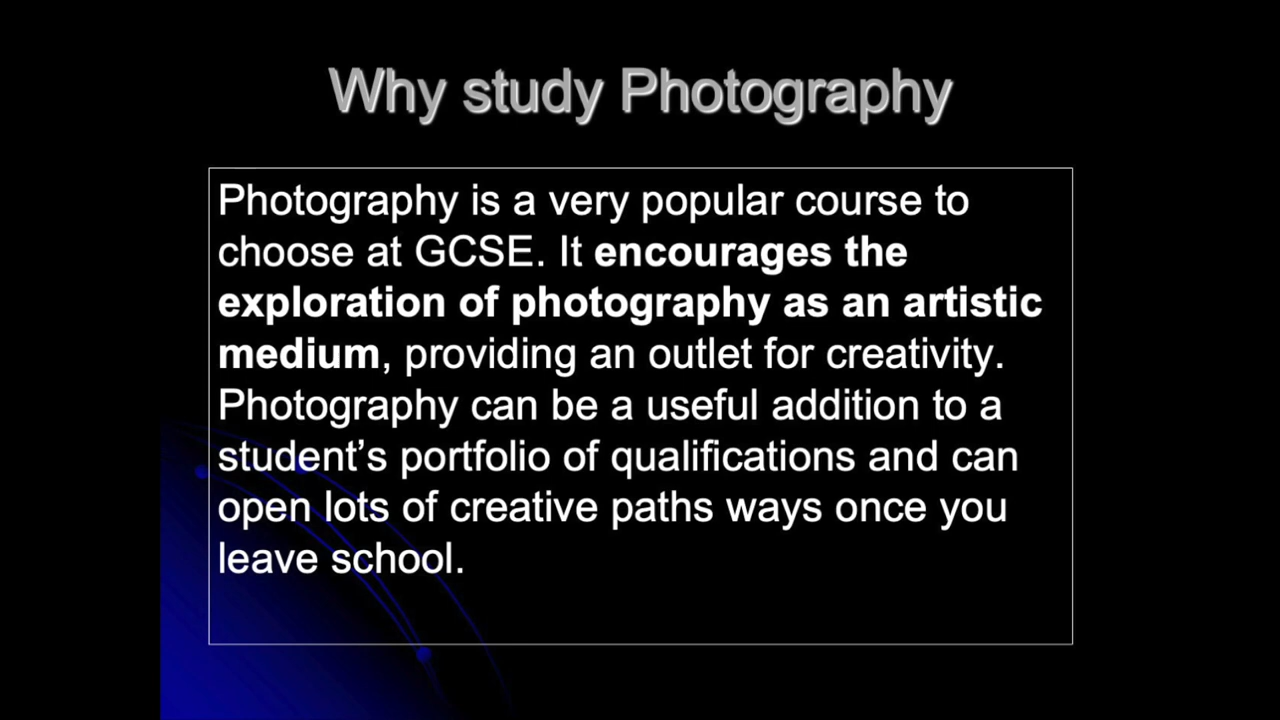 Why study Photography
Photography is a very popular course to
choose at GCSE. It encourages the
exploration of photography as an artistic
medium, providing an outlet for creativity.
Photography can be a useful addition to a
student’s portfolio of qualifications and can
open lots of creative paths ways once you
leave school.